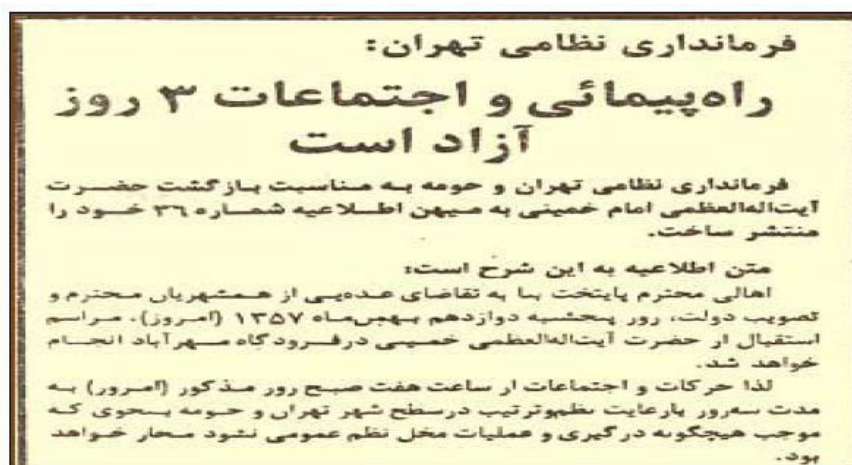 فرمانداری نظامی تهران:
راه‌پیمائی و اجتماعات ۳ روز
آزاد است
فرمانداری نظامی تهران و حومه به مناسبت بازگشت حضرت
آیت‌اله‌العظمی امام خمینی به میهن اطلاعیه شماره ۳۶ خود را
منتشر ساخت.
متن اطلاعیه به این شرح است:
اهالی محترم پایتخت بنا به تقاضای عده‌یی از همشهریان محترم و
تصویب دولت، روز پنجشنبه دوازدهم بهمن‌ماه ۱۳۵۷ (امروز)، مراسم
استقبال از حضرت آیت‌اله‌العظمی خمینی درفرودگاه مهرآباد انجام
خواهد شد.
لذا حرکات و اجتماعات از ساعت هفت صبح روز مذکور (امروز) به
مدت سه‌روز بارعایت نظم‌وترتیب درسطح شهر تهران و حومه بنحوی که
موجب هیچگونه درگیری و عملیات مخل نظم عمومی نشود مجاز خواهد
بود.